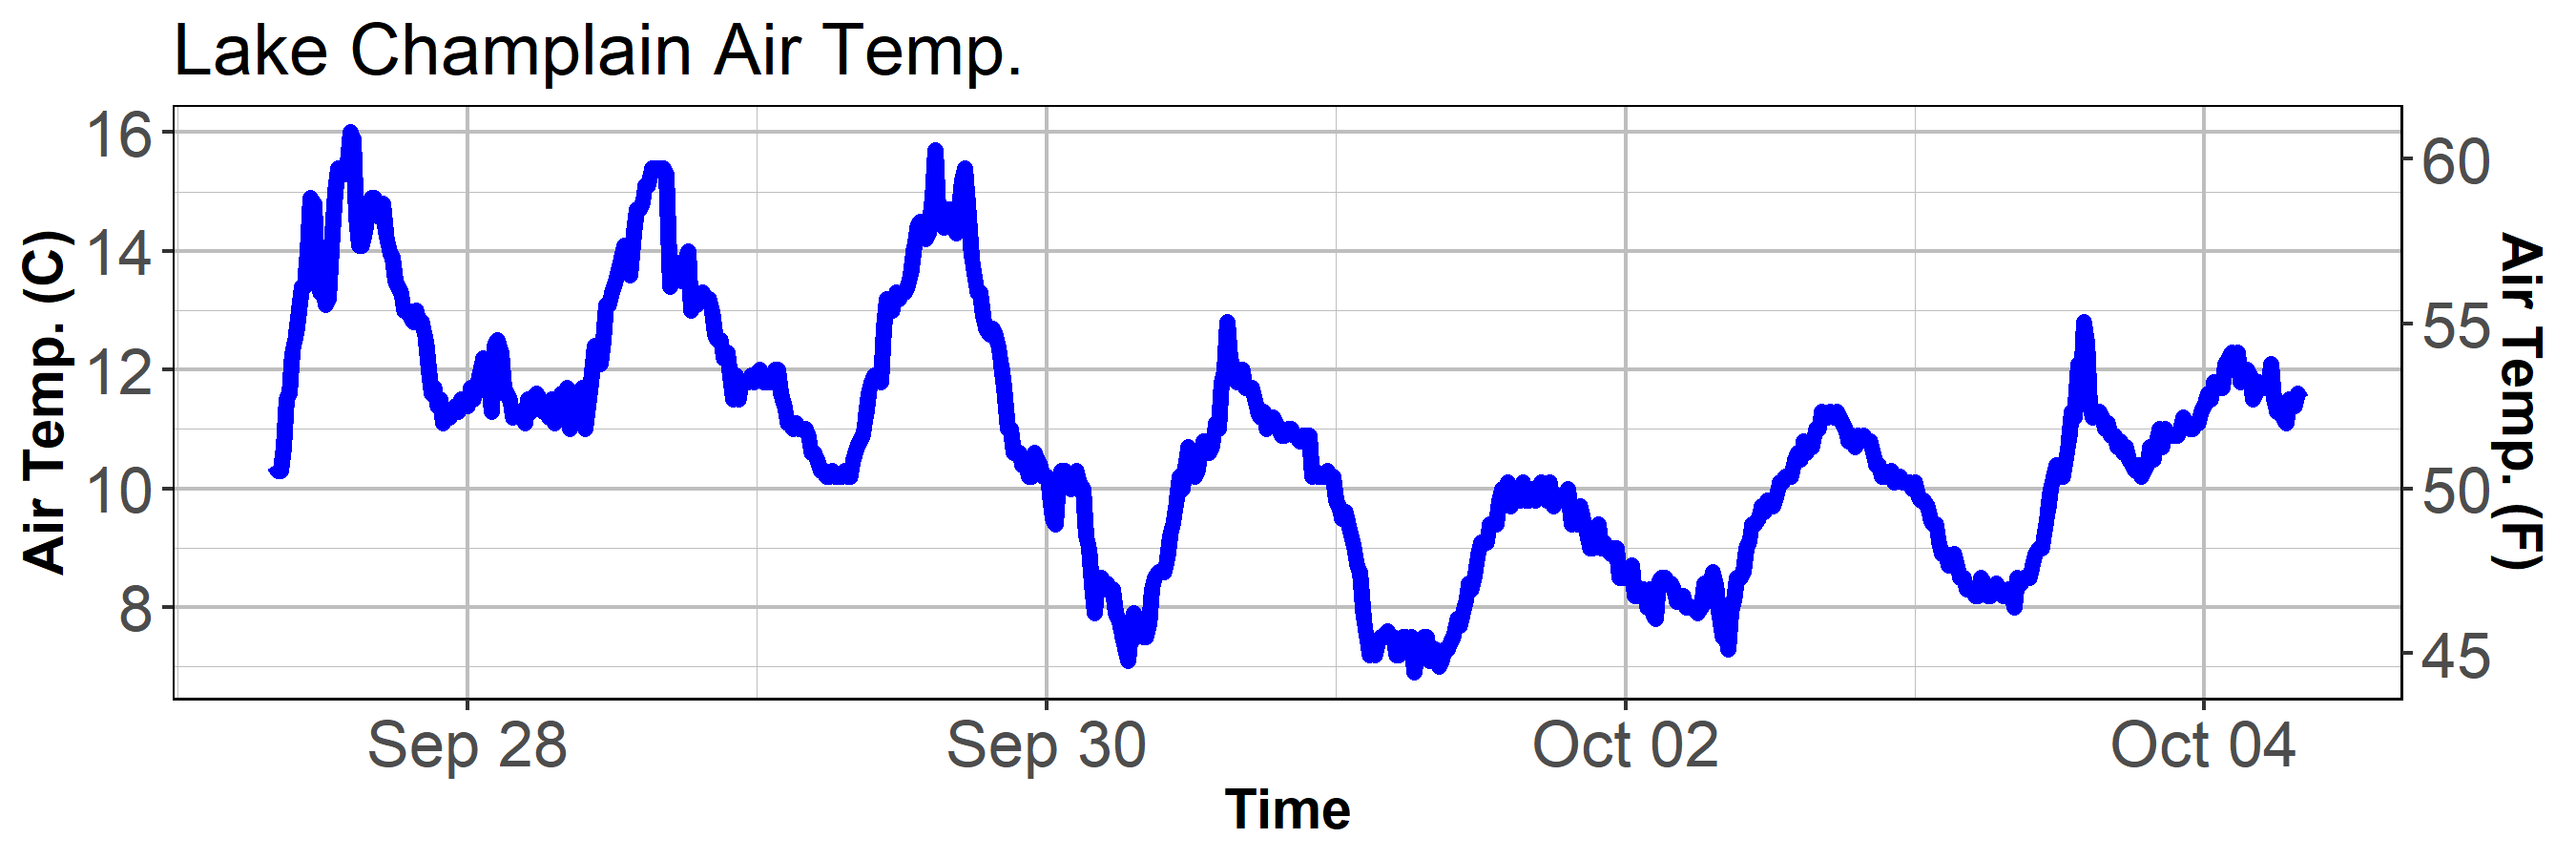 Lake Champlain Air Temp.
Air Temp. (C)
16
14
12
10
8
60
55
50
45
Air Temp. (F)
Sep 28
Sep 30
Oct 02
Oct 04
Time